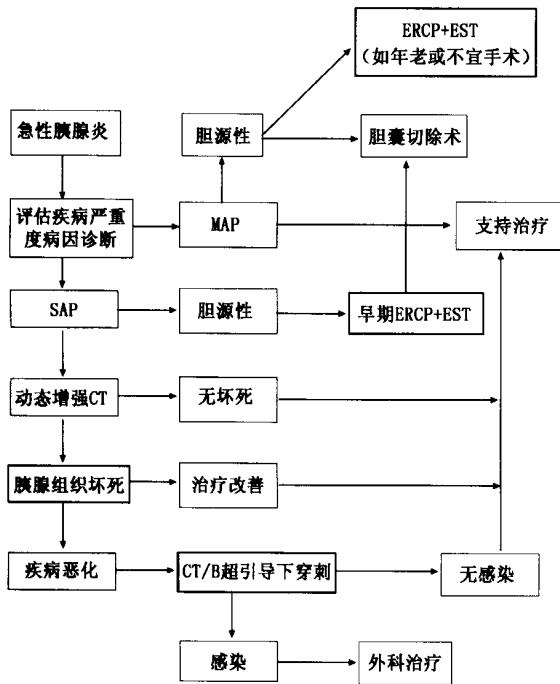 ERCP+EST
（如年老或不宜手术）
急性胰腺炎
胆源性
胆囊切除术
评估疾病严重
度病因诊断
MAP
支持治疗
SAP
胆源性
早期ERCP+EST
动态增强CT
无坏死
胰腺组织坏死
治疗改善
疾病恶化
CT/B超引导下穿刺
无感染
感染
外科治疗